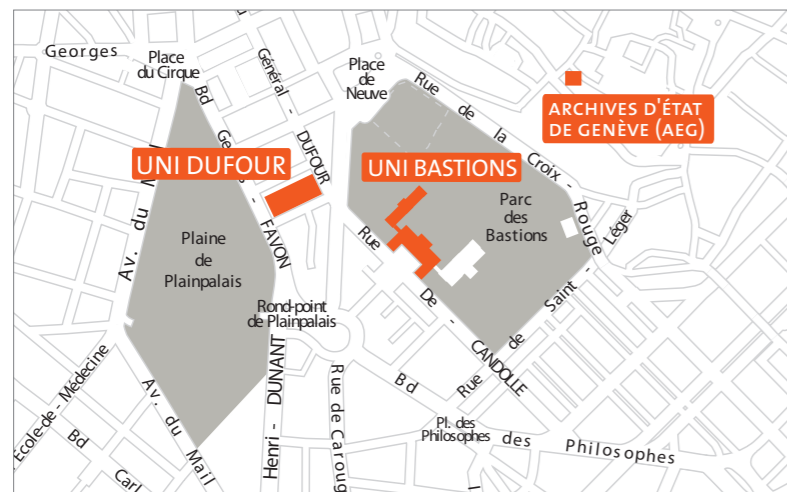 Georges
Place
du Cirque
Général - DUFOUR
Place
de
Neuve
Rue de la Croix - Rouge
ARCHIVES D'ÉTAT
DE GENÈVE (AEG)
Bd Georges - FAVON
Av. du Mail
UNI DUFOUR
UNI BASTIONS
Parc
des
Bastions
Plaine
de
Plainpalais
Rue De - CANDOLLE
Rue de Saint - Léger
Rond-point
de Plainpalais
Henri - DUNANT
Rue de Caroug
Bd des Philosophes
Pl. des
Philosophes
Ecole-de - Médecine
Av. du Mail
Bd Carl